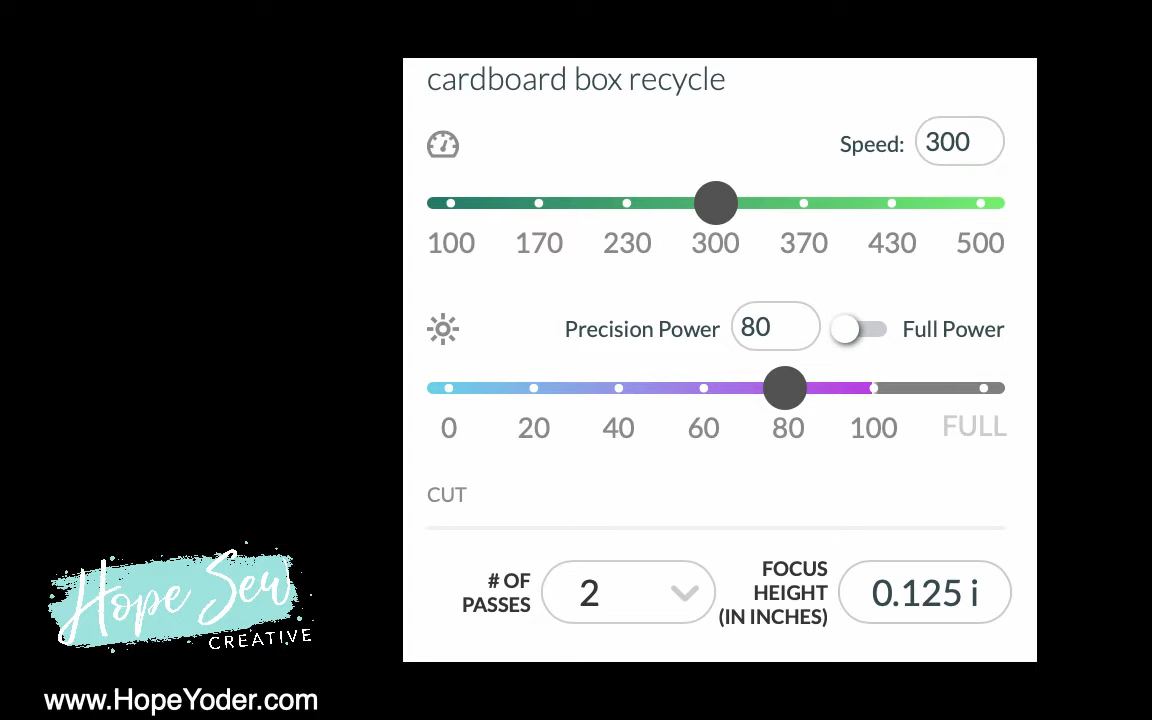 cardboard box recycle
Speed: 300
100 170 230 300 370 430 500
Precision Power 80 Full Power
0 20 40 60 80 100 FULL
CUT
# OF
PASSES
2
FOCUS
HEIGHT
(IN INCHES)
0.125 i
Hope Sew
CREATIVE
www.HopeYoder.com